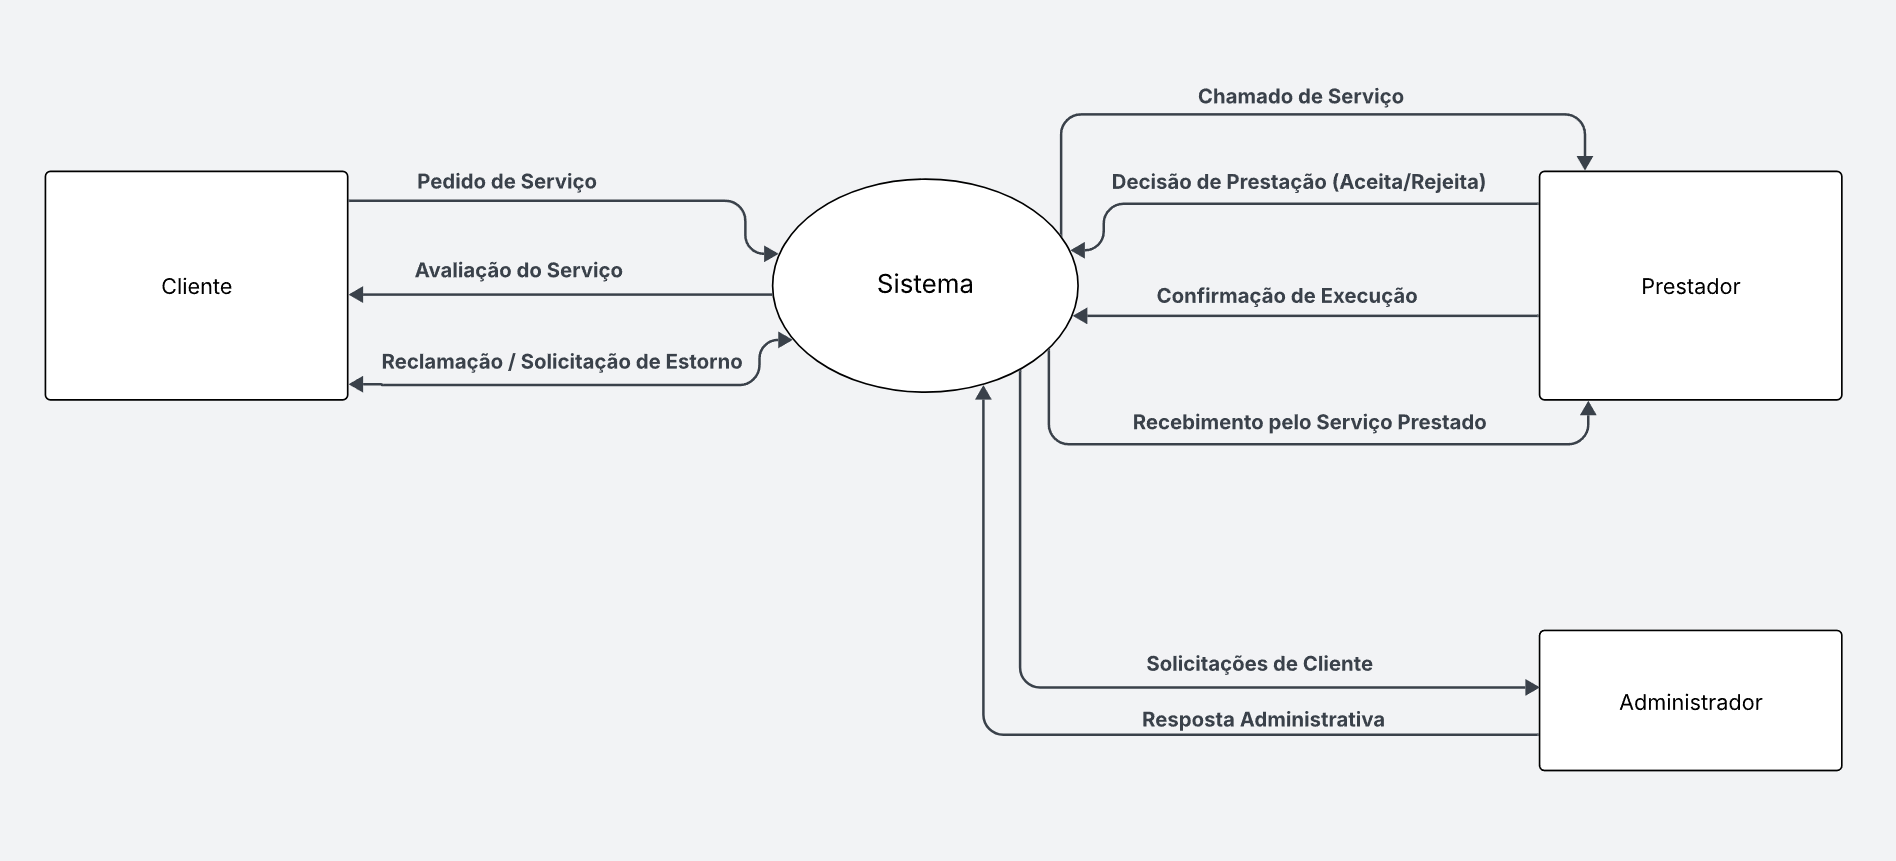 Chamado de Serviço
Pedido de Serviço
Decisão de Prestação (Aceita/Rejeita)
Avaliação do Serviço
Cliente
Sistema
Prestador
Confirmação de Execução
Reclamação / Solicitação de Estorno
Recebimento pelo Serviço Prestado
Solicitações de Cliente
Administrador
Resposta Administrativa